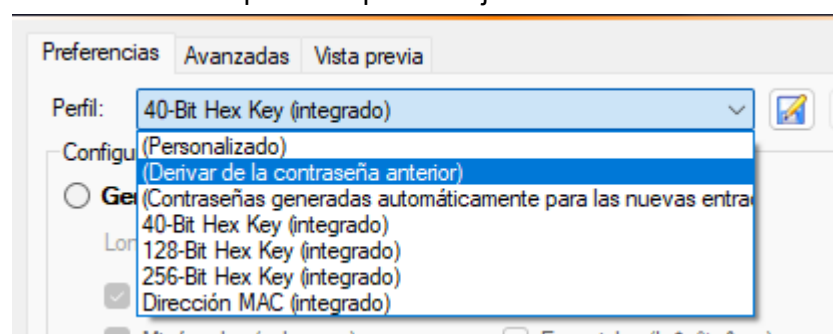 Preferencias Avanzadas Vista previa
Perfil: 40-Bit Hex Key (integrado)
(Personalizado)
Configu
(Derivar de la contraseña anterior)
(Contraseñas generadas automáticamente para las nuevas entra
40-Bit Hex Key (integrado)
128-Bit Hex Key (integrado)
256-Bit Hex Key (integrado)
Dirección MAC (integrado)